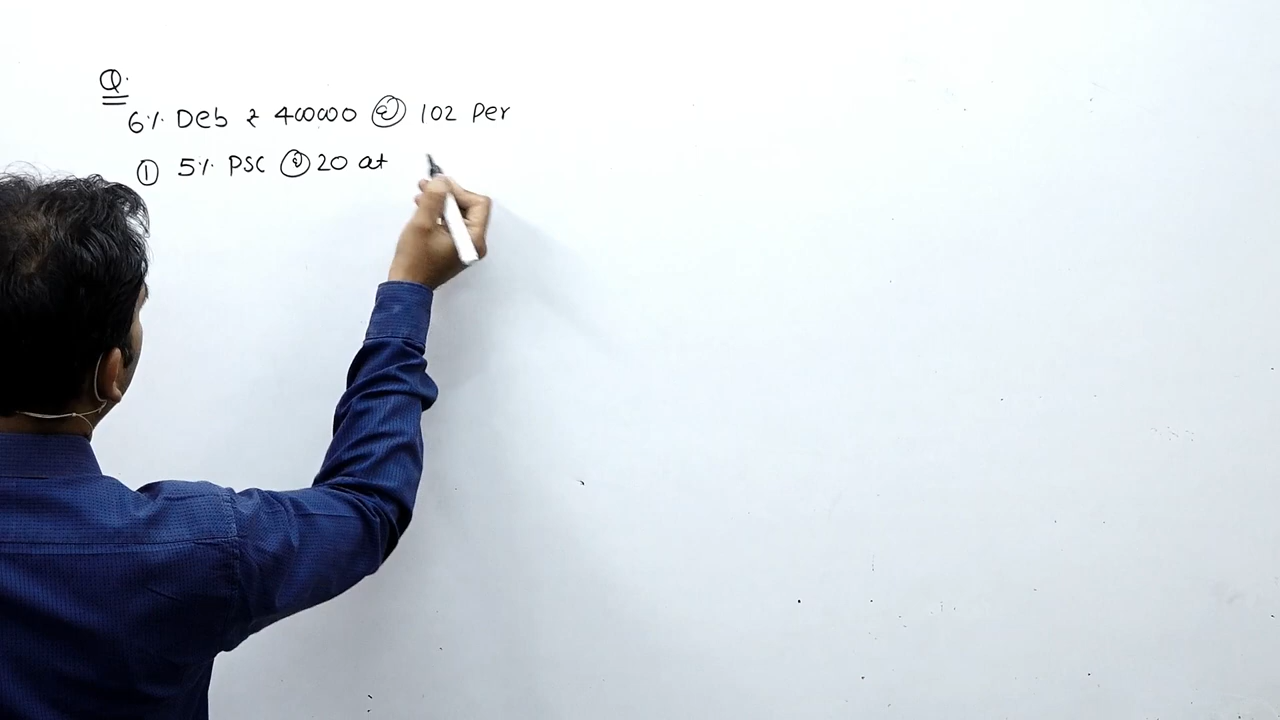 Q.
6% Deb ₹ 400000 @ 102 Per
① 5% PSC @ 20 at